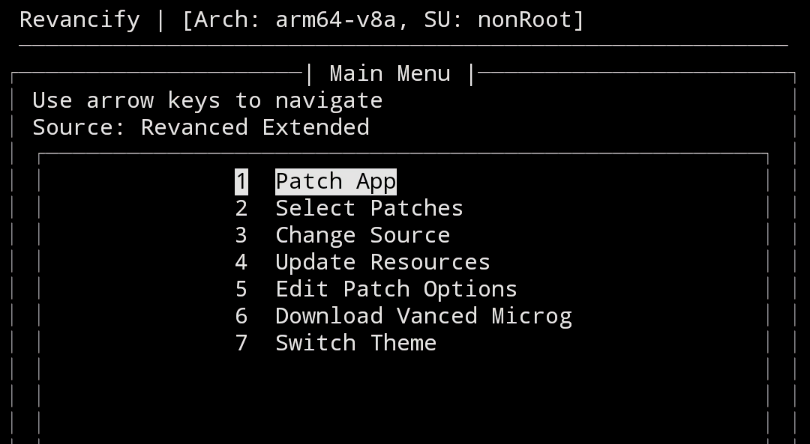 Revancify | [Arch: arm64-v8a, SU: nonRoot]
| Main Menu |
Use arrow keys to navigate
Source: Revanced Extended
1 Patch App
2 Select Patches
3 Change Source
4 Update Resources
5 Edit Patch Options
6 Download Vanced Microg
7 Switch Theme